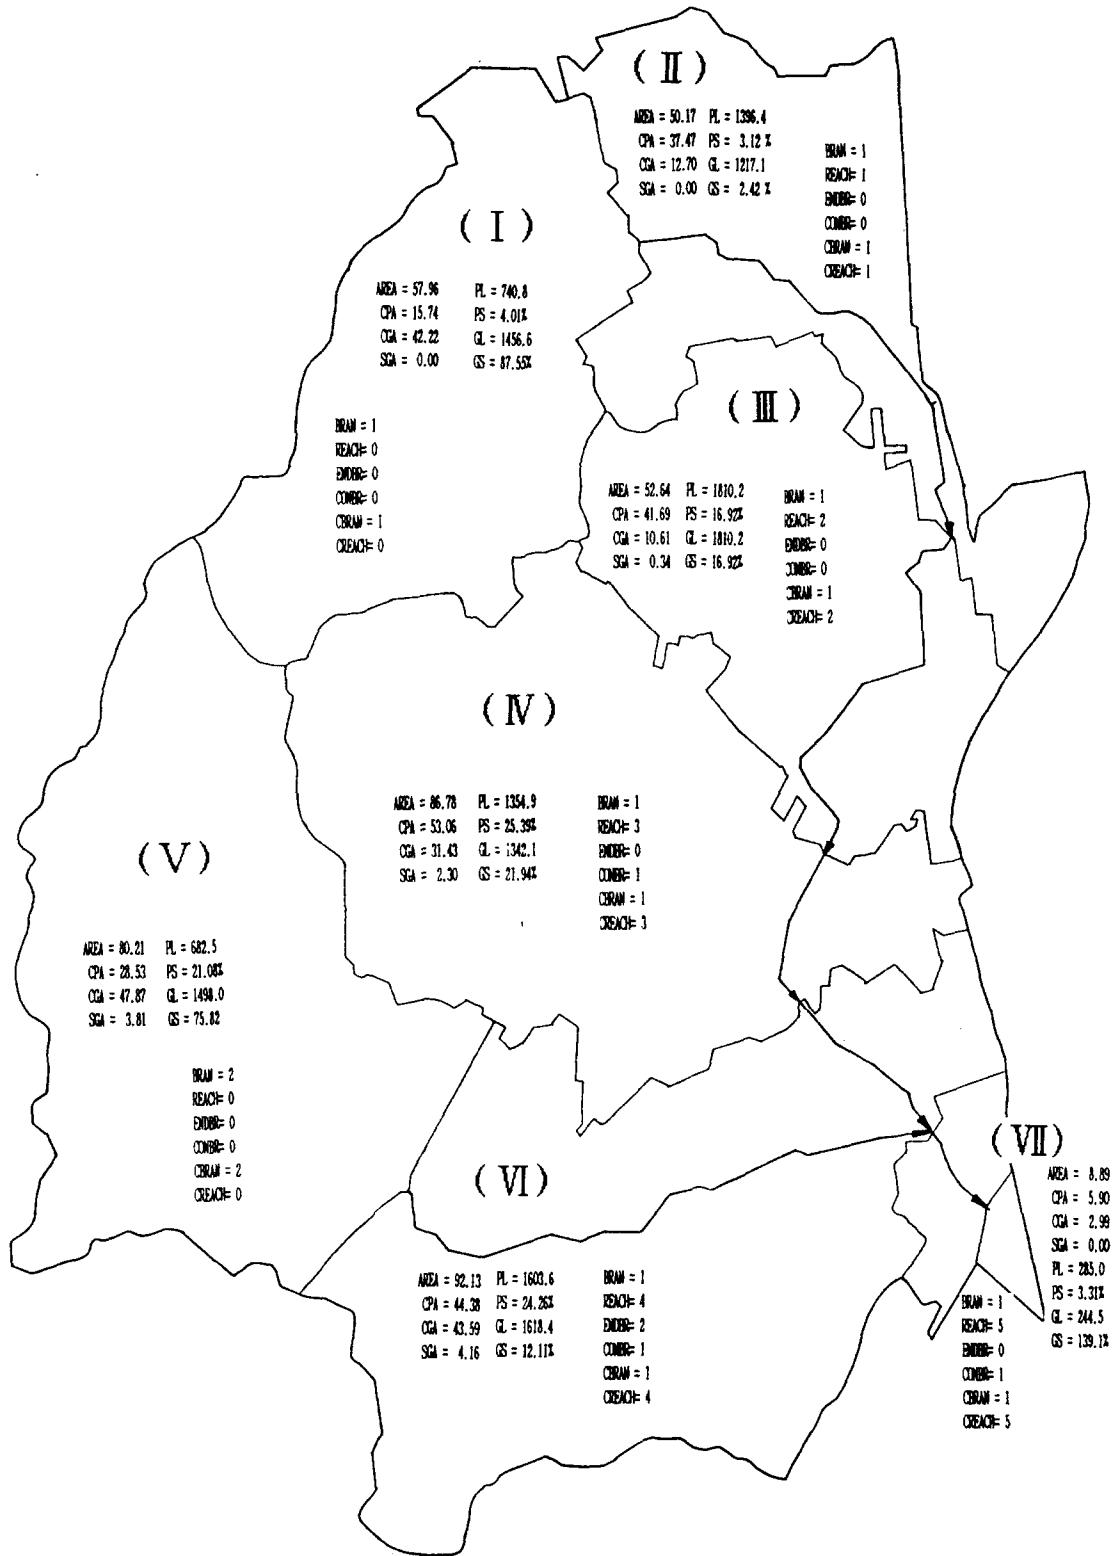 (Ⅱ)
AREA = 50.17 PL = 1396.4
CPA = 37.47 PS = 3.12 %
CGA = 12.70 GL = 1217.1
SGA = 0.00 GS = 2.42 %
BRAN = 1
REACH= 1
ENDBR= 0
COMBR= 0
CBRAN = 1
CREACH= 1
(Ⅰ)
AREA = 57.96 PL = 740.8
CPA = 15.74 PS = 4.01%
CGA = 42.22 GL = 1456.6
SGA = 0.00 GS = 87.55%
BRAN = 1
REACH= 0
ENDBR= 0
COMBR= 0
CBRAN = 1
CREACH= 0
(Ⅲ)
AREA = 52.64 PL = 1810.2
CPA = 41.69 PS = 16.92%
CGA = 10.61 GL = 1810.2
SGA = 0.34 GS = 16.92%
BRAN = 1
REACH= 2
ENDBR= 0
COMBR= 0
CBRAN = 1
CREACH= 2
(Ⅳ)
AREA = 86.78 PL = 1354.9
CPA = 53.06 PS = 25.39%
CGA = 31.43 GL = 1342.1
SGA = 2.30 GS = 21.94%
BRAN = 1
REACH= 3
ENDBR= 0
COMBR= 1
CBRAN = 1
CREACH= 3
(Ⅴ)
AREA = 80.21 PL = 682.5
CPA = 28.53 PS = 21.08%
CGA = 47.87 GL = 1498.0
SGA = 3.81 GS = 75.82
BRAN = 2
REACH= 0
ENDBR= 0
COMBR= 0
CBRAN = 2
CREACH= 0
(Ⅵ)
AREA = 92.13 PL = 1603.6
CPA = 44.38 PS = 24.26%
CGA = 43.59 GL = 1618.4
SGA = 4.16 GS = 12.11%
BRAN = 1
REACH= 4
ENDBR= 2
COMBR= 1
CBRAN = 1
CREACH= 4
(Ⅶ)
AREA = 8.89
CPA = 5.90
CGA = 2.99
SGA = 0.00
PL = 285.0
PS = 3.31%
GL = 244.5
GS = 139.1%
BRAN = 1
REACH= 5
ENDBR= 0
COMBR= 1
CBRAN = 1
CREACH= 5